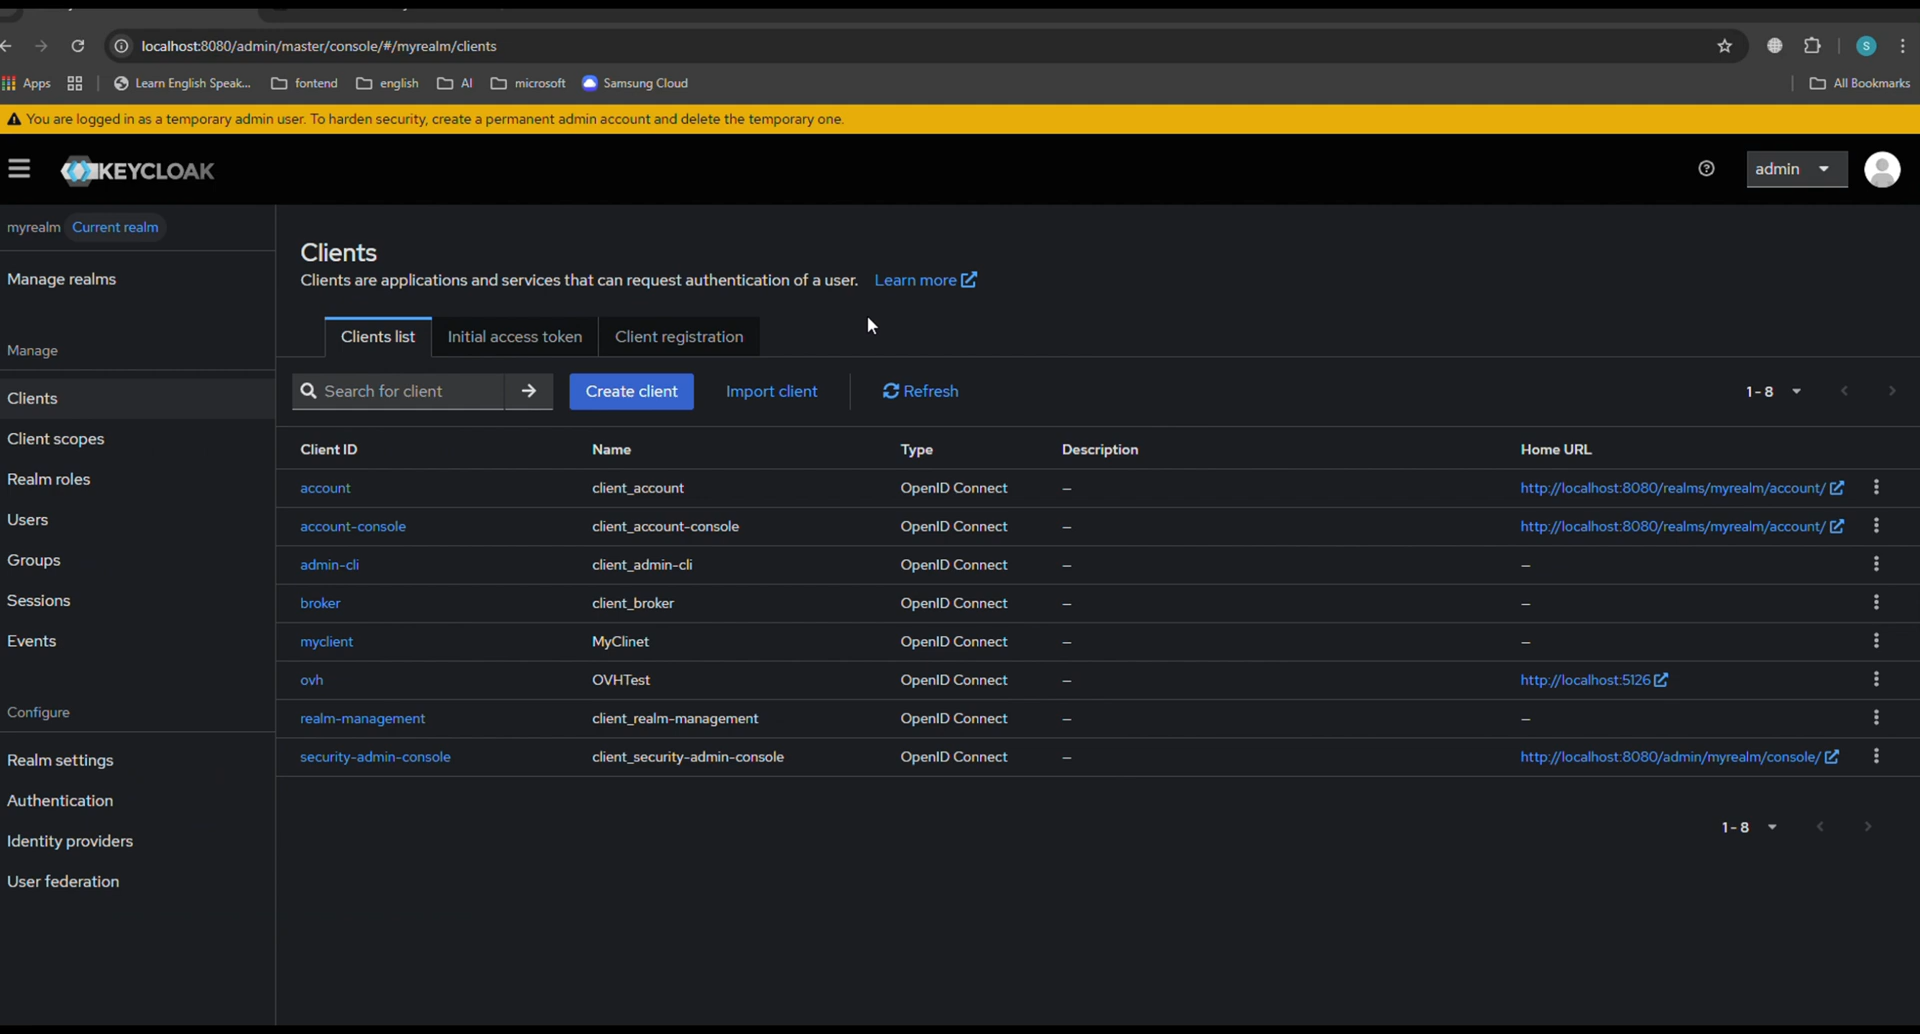 localhost:8080/admin/master/console/#/myrealm/clients
S
Apps Learn English Speak... fontend english AI microsoft Samsung Cloud All Bookmarks
You are logged in as a temporary admin user. To harden security, create a permanent admin account and delete the temporary one.
KEYCLOAK admin
myrealm Current realm
Manage realms
Manage
Clients
Client scopes
Realm roles
Users
Groups
Sessions
Events
Configure
Realm settings
Authentication
Identity providers
User federation
Clients
Clients are applications and services that can request authentication of a user. Learn more
Clients list Initial access token Client registration
Search for client Create client Import client Refresh 1 - 8
Client ID Name Type Description Home URL
account client_account OpenID Connect – http://localhost:8080/realms/myrealm/account/
account-console client_account-console OpenID Connect – http://localhost:8080/realms/myrealm/account/
admin-cli client_admin-cli OpenID Connect – –
broker client_broker OpenID Connect – –
myclient MyClinet OpenID Connect – –
ovh OVHTest OpenID Connect – http://localhost:5126
realm-management client_realm-management OpenID Connect – –
security-admin-console client_security-admin-console OpenID Connect – http://localhost:8080/admin/myrealm/console/
1 - 8